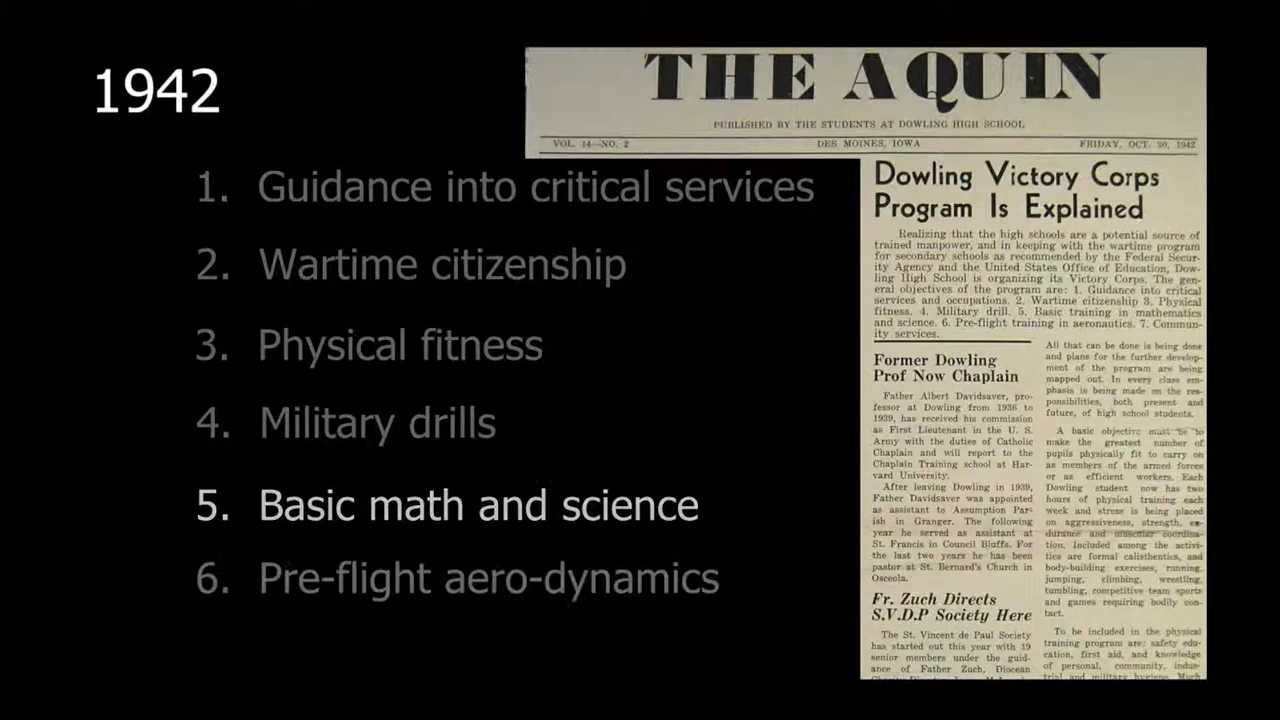 1942
1. Guidance into critical services
2. Wartime citizenship
3. Physical fitness
4. Military drills
5. Basic math and science
6. Pre-flight aero-dynamics
THE AQUIN
PUBLISHED BY THE STUDENTS AT DOWLING HIGH SCHOOL
VOL. 14—NO. 2 DES MOINES, IOWA FRIDAY, OCT. 30, 1942
Dowling Victory Corps
Program Is Explained
Realizing that the high schools are a potential source of
trained manpower, and in keeping with the wartime program
for secondary schools as recommended by the Federal Secur-
ity Agency and the United States Office of Education, Dow-
ling High School is organizing its Victory Corps. The gen-
eral objectives of the program are: 1. Guidance into critical
services and occupations. 2. Wartime citizenship 3. Physical
fitness. 4. Military drill. 5. Basic training in mathematics
and science. 6. Pre-flight training in aeronautics. 7. Commun-
ity services.
Former Dowling
Prof Now Chaplain
Father Albert Davidsaver, pro-
fessor at Dowling from 1936 to
1939, has received his commission
as First Lieutenant in the U. S.
Army with the duties of Catholic
Chaplain and will report to the
Chaplain Training school at Har-
vard University.
After leaving Dowling in 1939,
Father Davidsaver was appointed
as assistant to Assumption Par-
ish in Granger. The following
year he served as assistant at
St. Francis in Council Bluffs. For
the last two years he has been
pastor at St. Bernard's Church in
Osceola.
Fr. Zuch Directs
S.V.D.P Society Here
The St. Vincent de Paul Society
has started out this year with 19
senior members under the guid-
ance of Father Zuch, Diocean
All that can be done is being done
and plans for the further develop-
ment of the program are being
mapped out. In every class em-
phasis is being made on the res-
ponsibilities, both present and
future, of high school students.
A basic objective must be to
make the greatest number of
pupils physically fit to carry on
as members of the armed forces
or as efficient workers. Each
Dowling student now has two
hours of physical training each
week and stress is being placed
on aggressiveness, strength, en-
durance and muscular coordina-
tion. Included among the activi-
ties are formal calisthentics, and
body-building exercises, running,
jumping, climbing, wrestling,
tumbling, competitive team sports
and games requiring bodily con-
tact.
To be included in the physical
training program are: safety edu-
cation, first aid, and knowledge
of personal, community, indus-
trial and military hygiene. Much